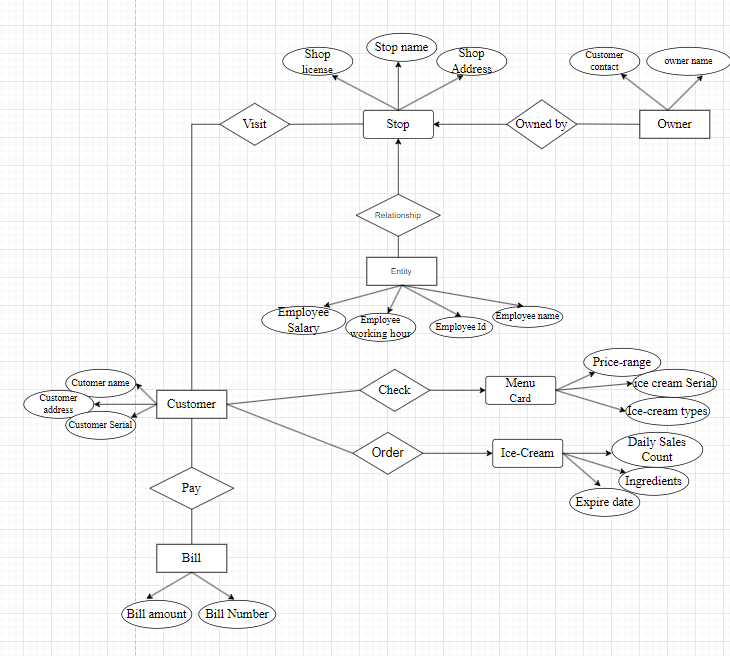 Shop
license
Stop name
Shop
Address
Customer
contact
owner name
Visit
Stop
Owned by
Owner
Relationship
Entity
Employee
Salary
Employee
working hour
Employee Id
Employee name
Price-range
Cutomer name
Check
Menu
Card
ice cream Serial
Customer
address
Customer
Ice-cream types
Customer Serial
Order
Ice-Cream
Daily Sales
Count
Ingredients
Pay
Expire date
Bill
Bill amount
Bill Number